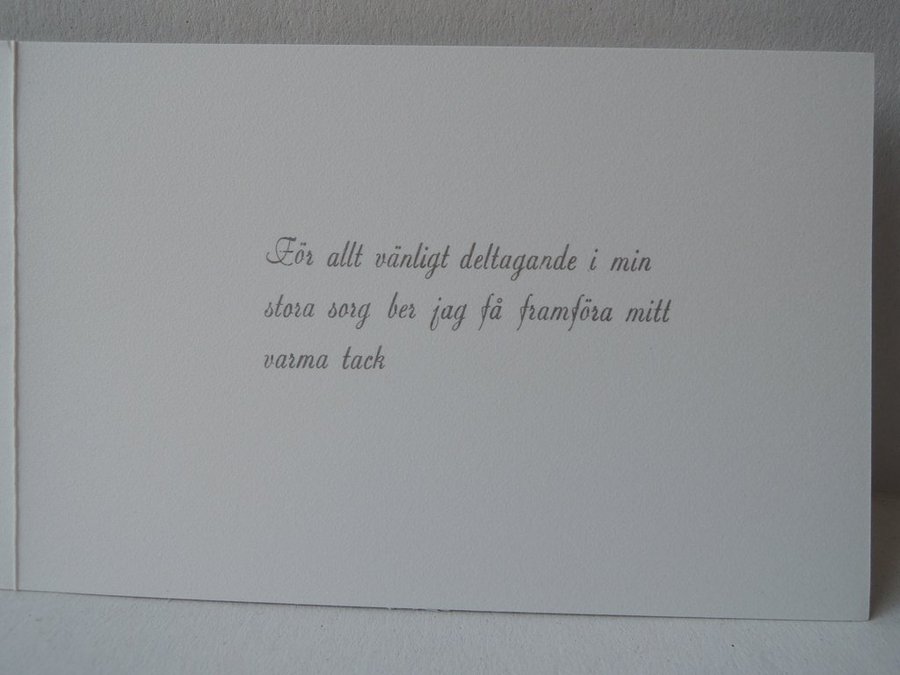 För allt vänligt deltagande i min
stora sorg ber jag få framföra mitt
varma tack